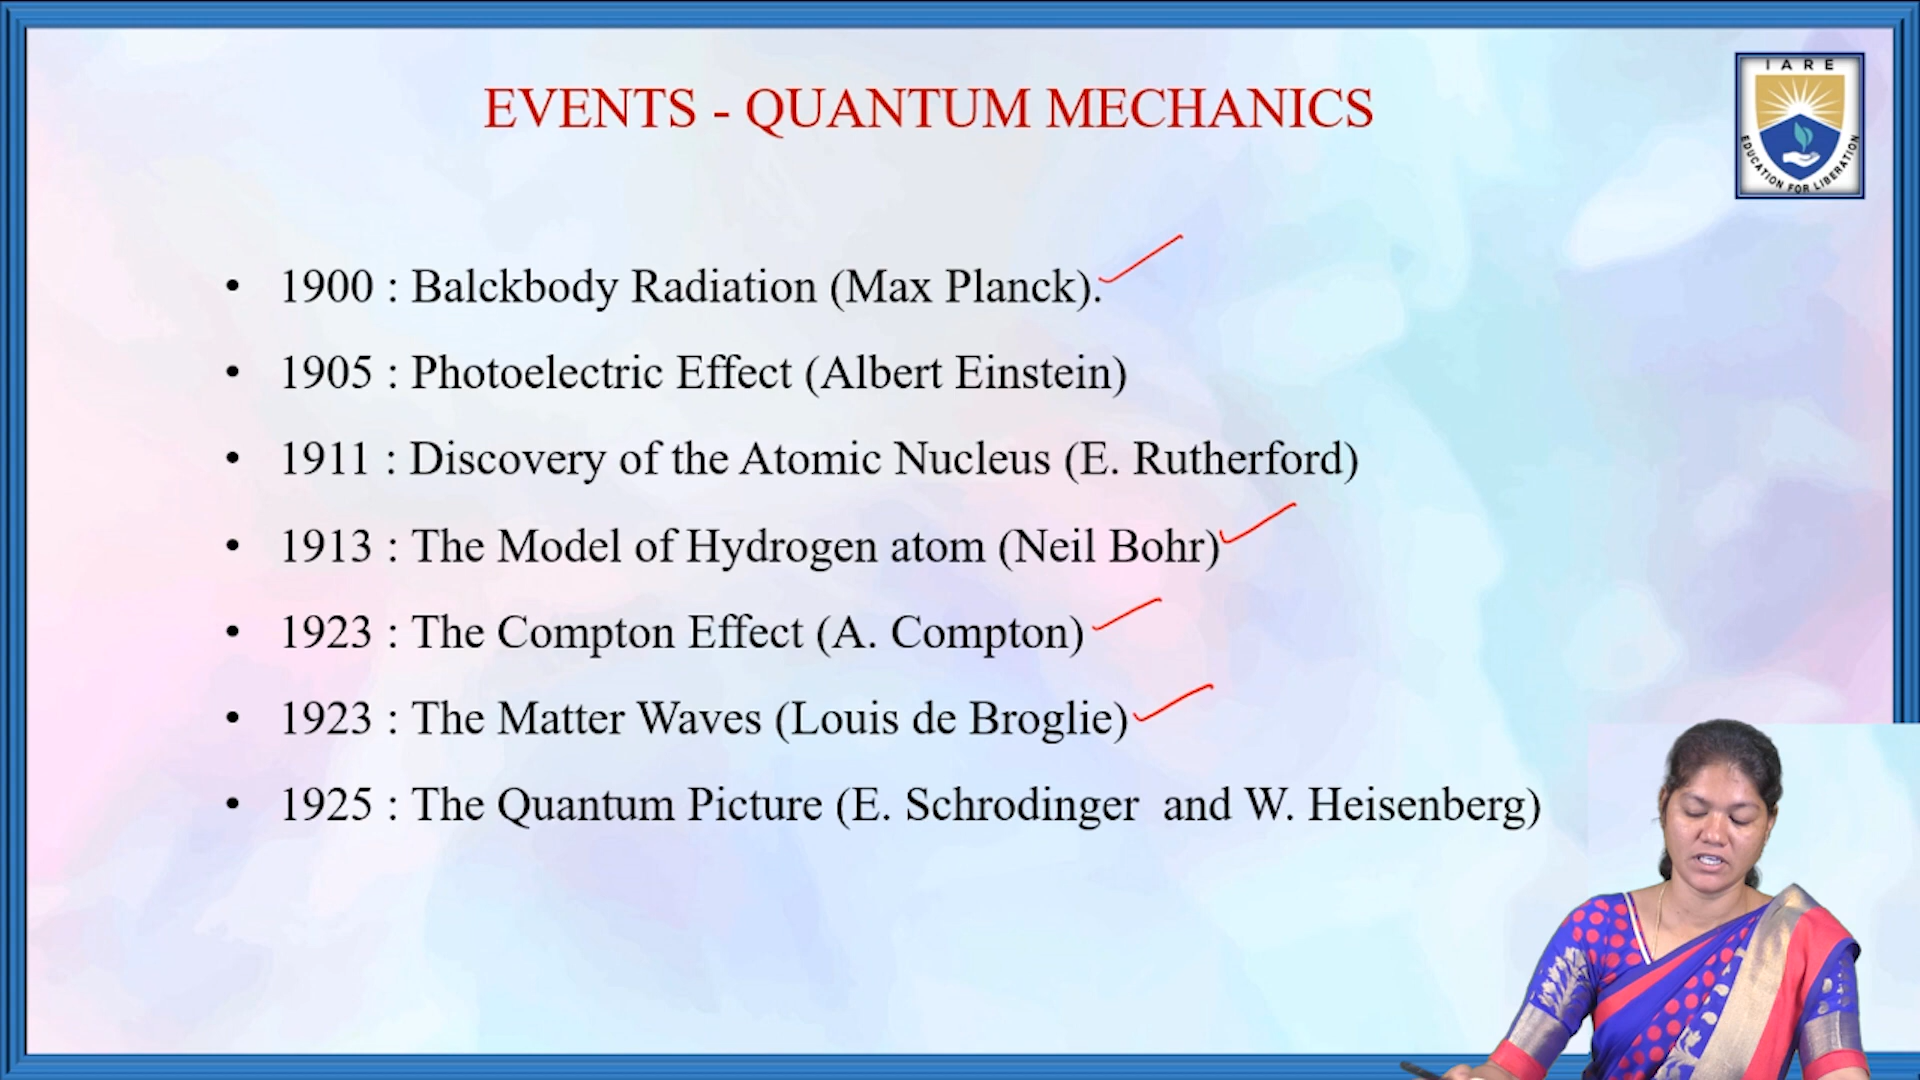 EVENTS - QUANTUM MECHANICS
IARE
EDUCATION FOR LIBERATION
• 1900 : Balckbody Radiation (Max Planck).
• 1905 : Photoelectric Effect (Albert Einstein)
• 1911 : Discovery of the Atomic Nucleus (E. Rutherford)
• 1913 : The Model of Hydrogen atom (Neil Bohr)
• 1923 : The Compton Effect (A. Compton)
• 1923 : The Matter Waves (Louis de Broglie)
• 1925 : The Quantum Picture (E. Schrodinger and W. Heisenberg)